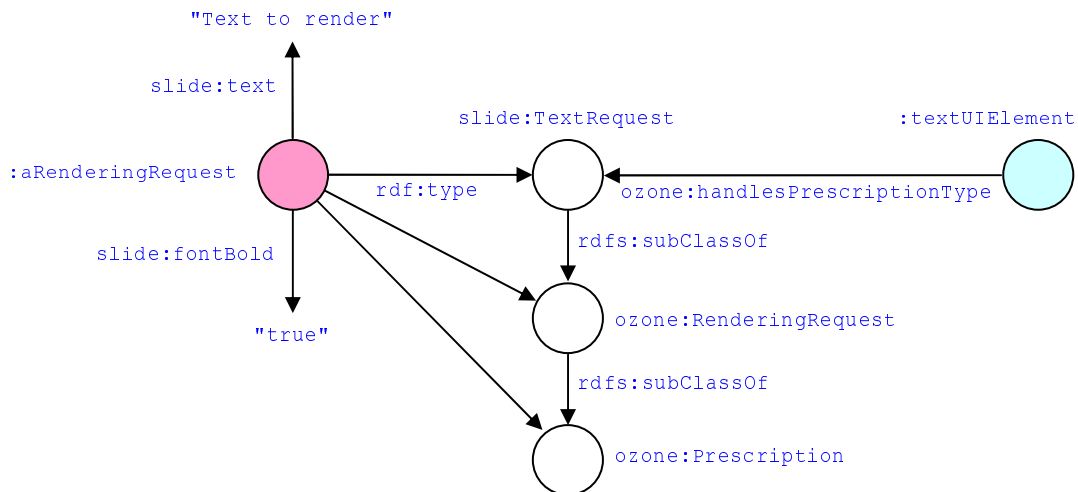 "Text to render"
slide:text
slide:TextRequest
:textUIElement
:aRenderingRequest
rdf:type
ozone:handlesPrescriptionType
slide:fontBold
rdfs:subClassOf
ozone:RenderingRequest
"true"
rdfs:subClassOf
ozone:Prescription